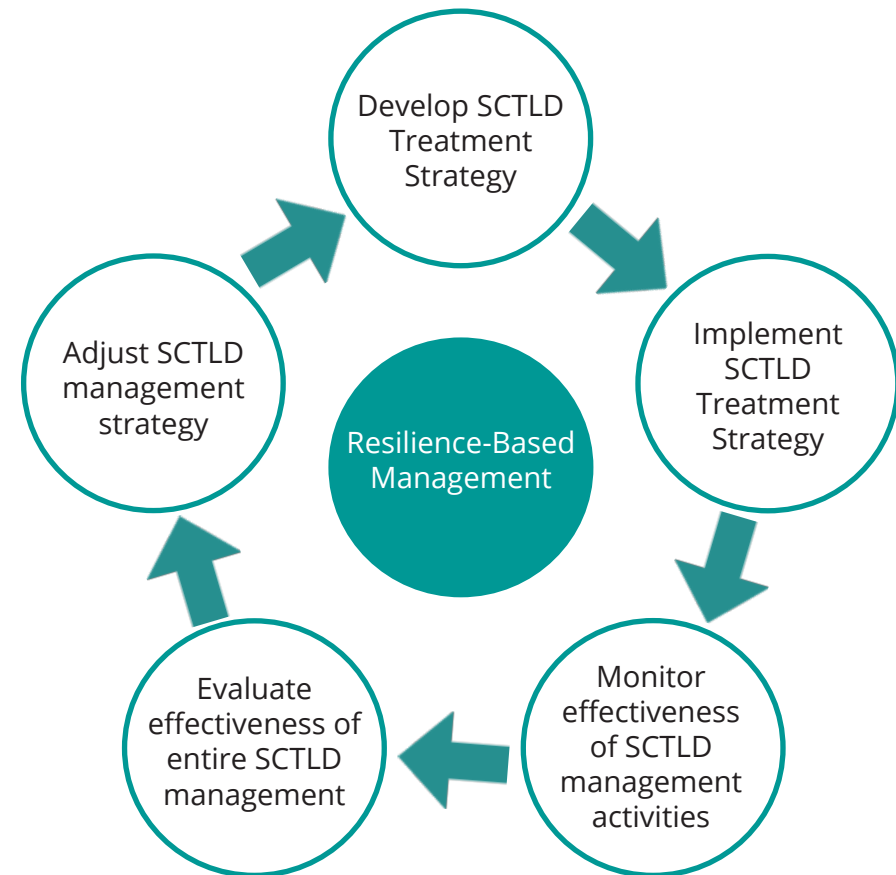 Develop SCTLD
Treatment
Strategy
Implement
SCTLD
Treatment
Strategy
Monitor
effectiveness
of SCTLD
management
activities
Evaluate
effectiveness of
entire SCTLD
management
Adjust SCTLD
management
strategy
Resilience-Based
Management